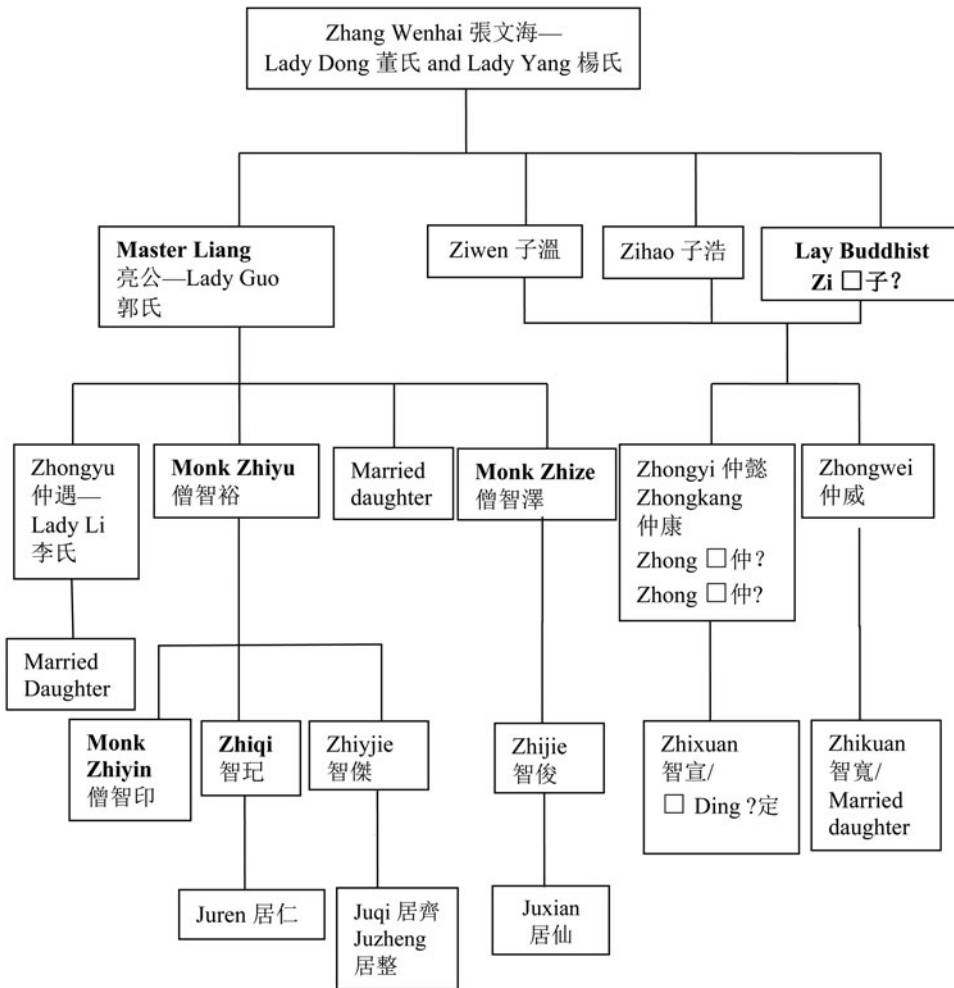 Zhang Wenhai 張文海—
Lady Dong 董氏 and Lady Yang 楊氏
Master Liang
亮公—Lady Guo
郭氏
Ziwen 子溫
Zihao 子浩
Lay Buddhist
Zi □子?
Zhongyu
仲遇—
Lady Li
李氏
Monk Zhiyu
僧智裕
Married
daughter
Monk Zhize
僧智澤
Zhongyi 仲懿
Zhongkang
仲康
Zhong □仲?
Zhong □仲?
Zhongwei
仲威
Married
Daughter
Monk
Zhiyin
僧智印
Zhiqi
智玘
Zhiyjie
智傑
Zhijie
智俊
Zhixuan
智宣/
□ Ding ?定
Zhikuan
智寬/
Married
daughter
Juren 居仁
Juqi 居齊
Juzheng
居整
Juxian
居仙